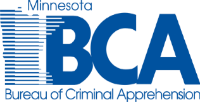 Minnesota
BCA
Bureau of Criminal Apprehension